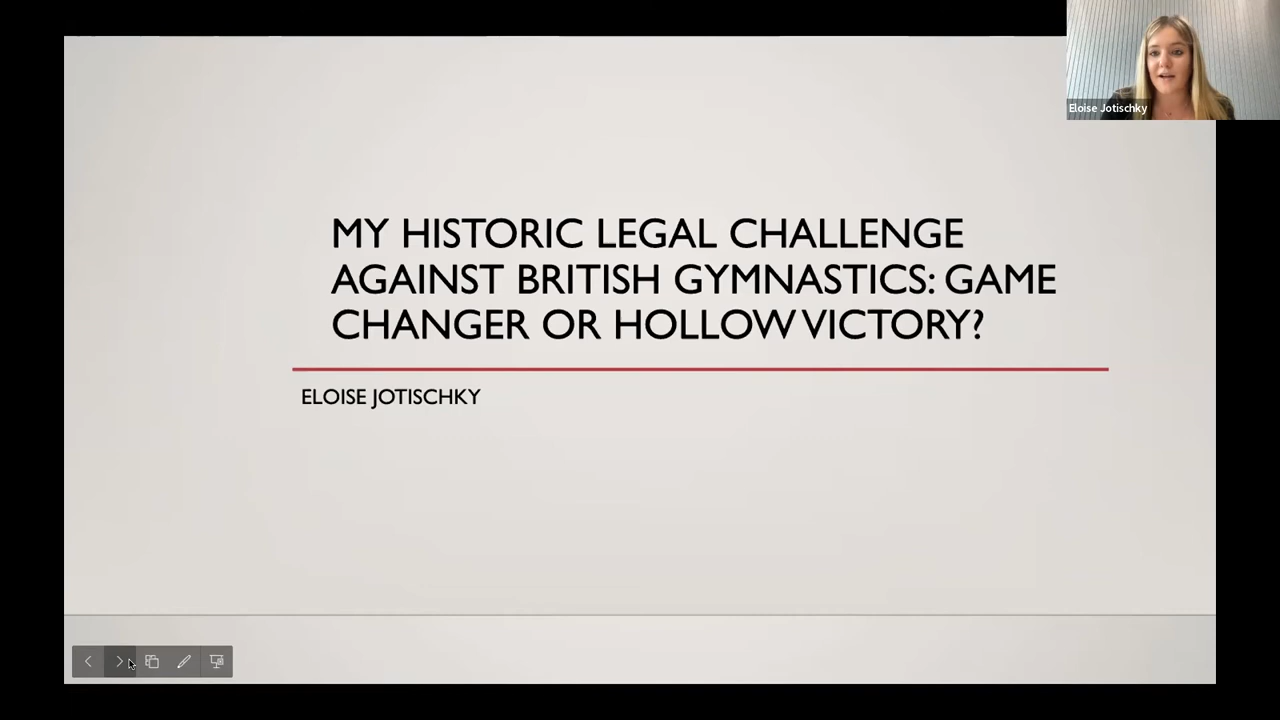 Eloise Jotischky
MY HISTORIC LEGAL CHALLENGE
AGAINST BRITISH GYMNASTICS: GAME
CHANGER OR HOLLOW VICTORY?
ELOISE JOTISCHKY